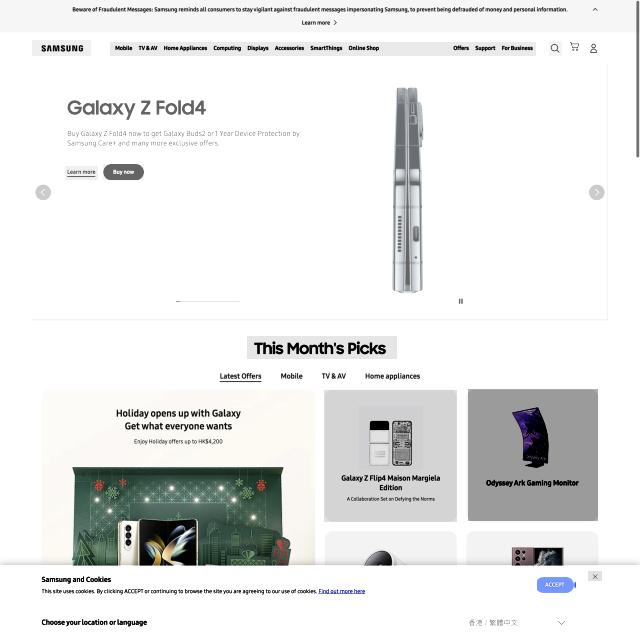 Beware of Fraudulent Messages: Samsung reminds all consumers to stay vigilant against fraudulent messages impersonating Samsung, to prevent being defrauded of money and personal information.
Learn more
SAMSUNG
Mobile TV & AV Home Appliances Computing Displays Accessories SmartThings Online Shop Offers Support For Business
Galaxy Z Fold4
Buy Galaxy Z Fold4 now to get Galaxy Buds2 or 1 Year Device Protection by
Samsung Care+ and many more exclusive offers.
Learn more Buy now
This Month's Picks
Latest Offers Mobile TV & AV Home appliances
Holiday opens up with Galaxy
Get what everyone wants
Enjoy Holiday offers up to HK$4,200
Galaxy Z Flip4 Maison Margiela
Edition
A Collaboration Set on Defying the Norms
Odyssey Ark Gaming Monitor
Samsung and Cookies
This site uses cookies. By clicking ACCEPT or continuing to browse the site you are agreeing to our use of cookies. Find out more here
ACCEPT
Choose your location or language
香港 / 繁體中文